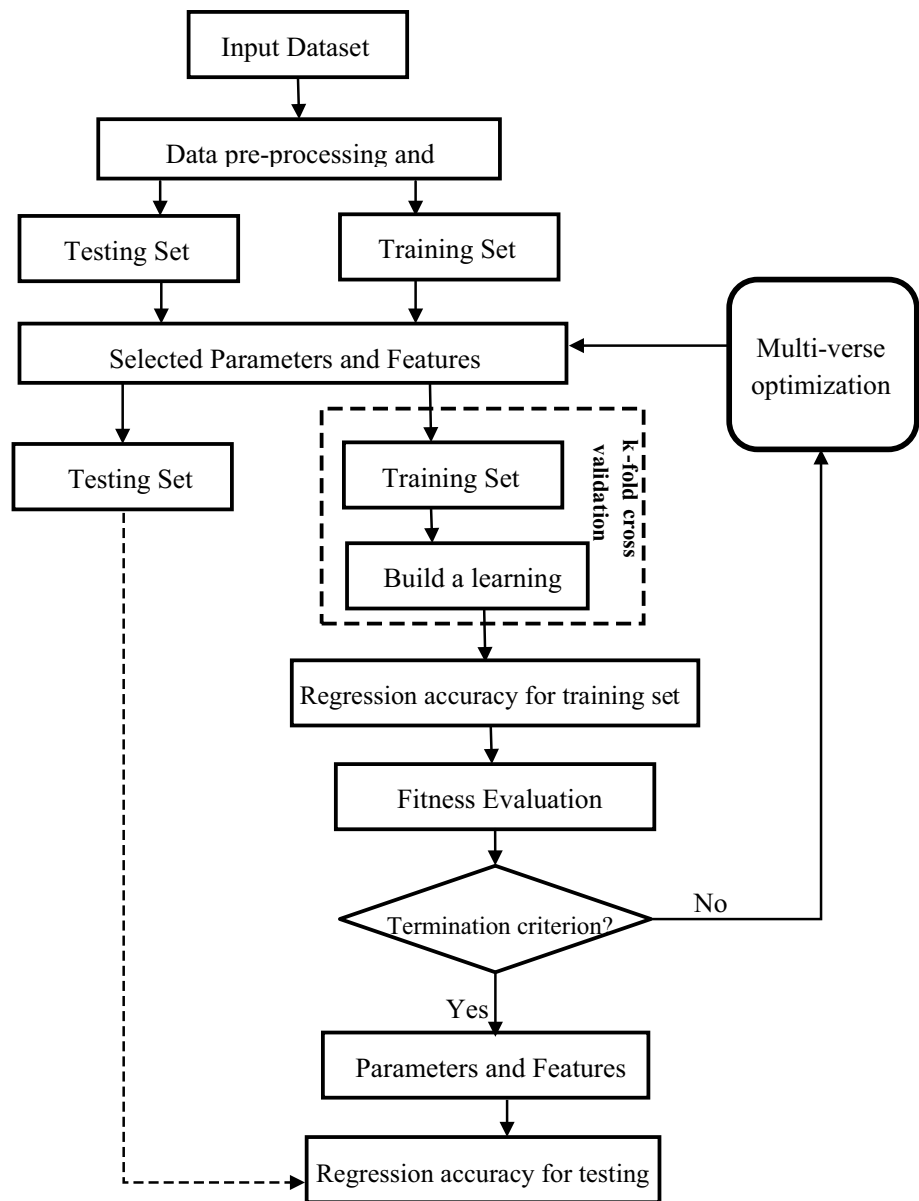 Input Dataset
Data pre-processing and
Testing Set
Training Set
Selected Parameters and Features
Multi-verse
optimization
Testing Set
Training Set
k-fold cross
validation
Build a learning
Regression accuracy for training set
Fitness Evaluation
Termination criterion?
No
Yes
Parameters and Features
Regression accuracy for testing